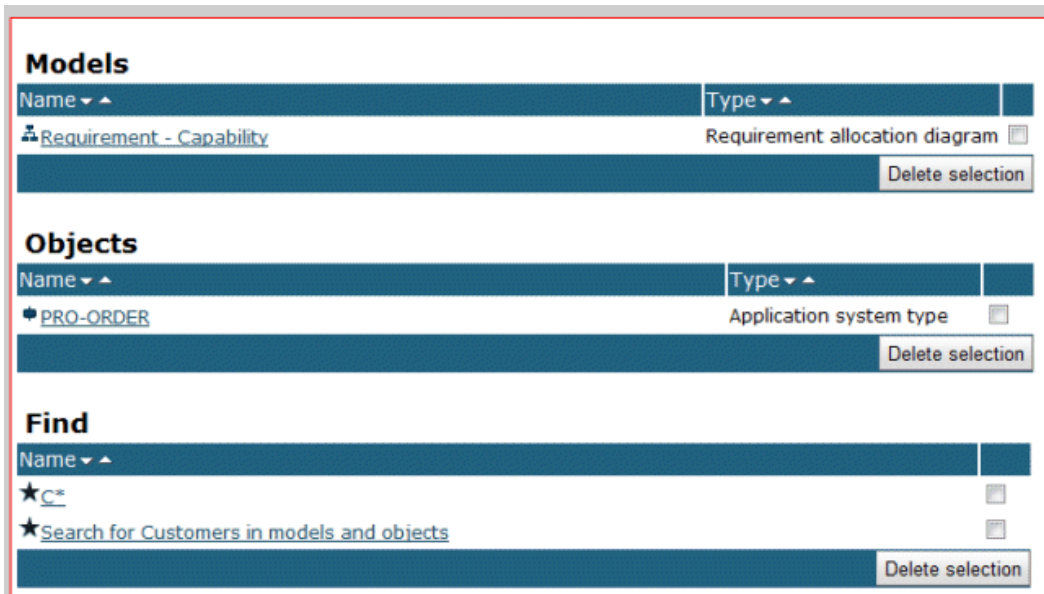 Models
Name Type
Requirement - Capability Requirement allocation diagram
Delete selection
Objects
Name Type
PRO-ORDER Application system type
Delete selection
Find
Name
C*
Search for Customers in models and objects
Delete selection